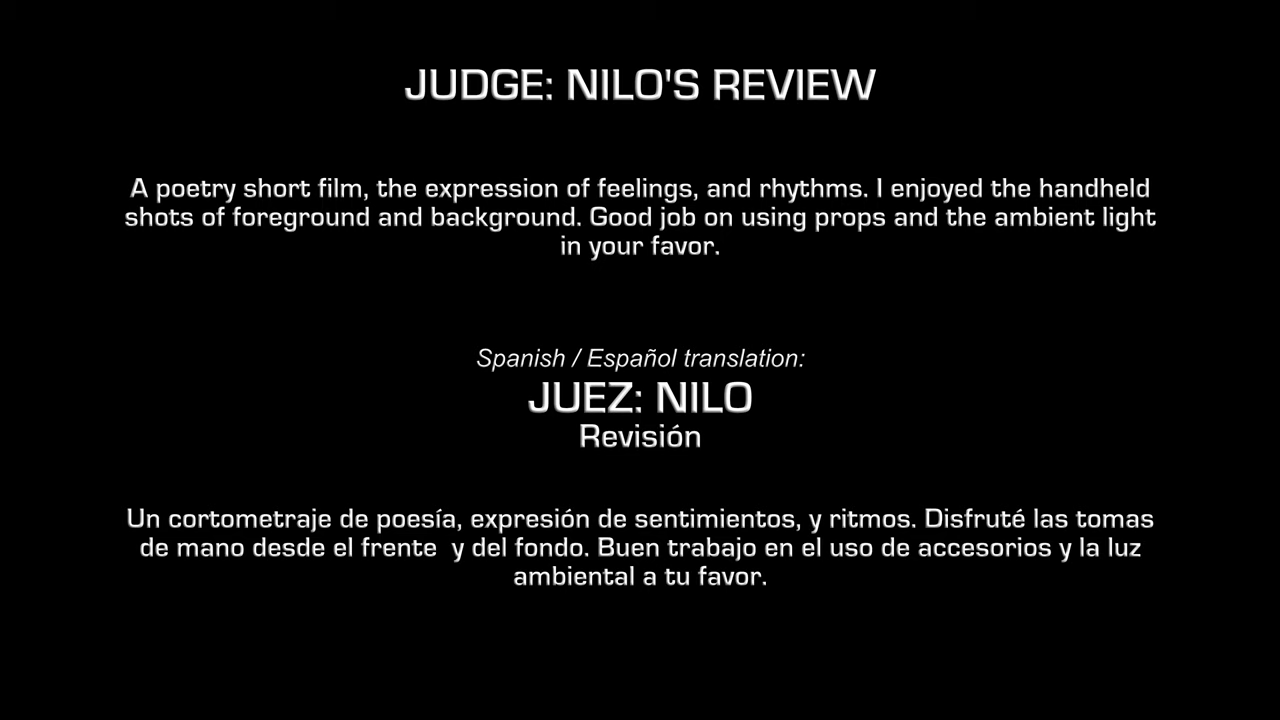 JUDGE: NILO'S REVIEW
A poetry short film, the expression of feelings, and rhythms. I enjoyed the handheld
shots of foreground and background. Good job on using props and the ambient light
in your favor.
Spanish / Español translation:
JUEZ: NILO
Revisión
Un cortometraje de poesía, expresión de sentimientos, y ritmos. Disfruté las tomas
de mano desde el frente  y del fondo. Buen trabajo en el uso de accesorios y la luz
ambiental a tu favor.